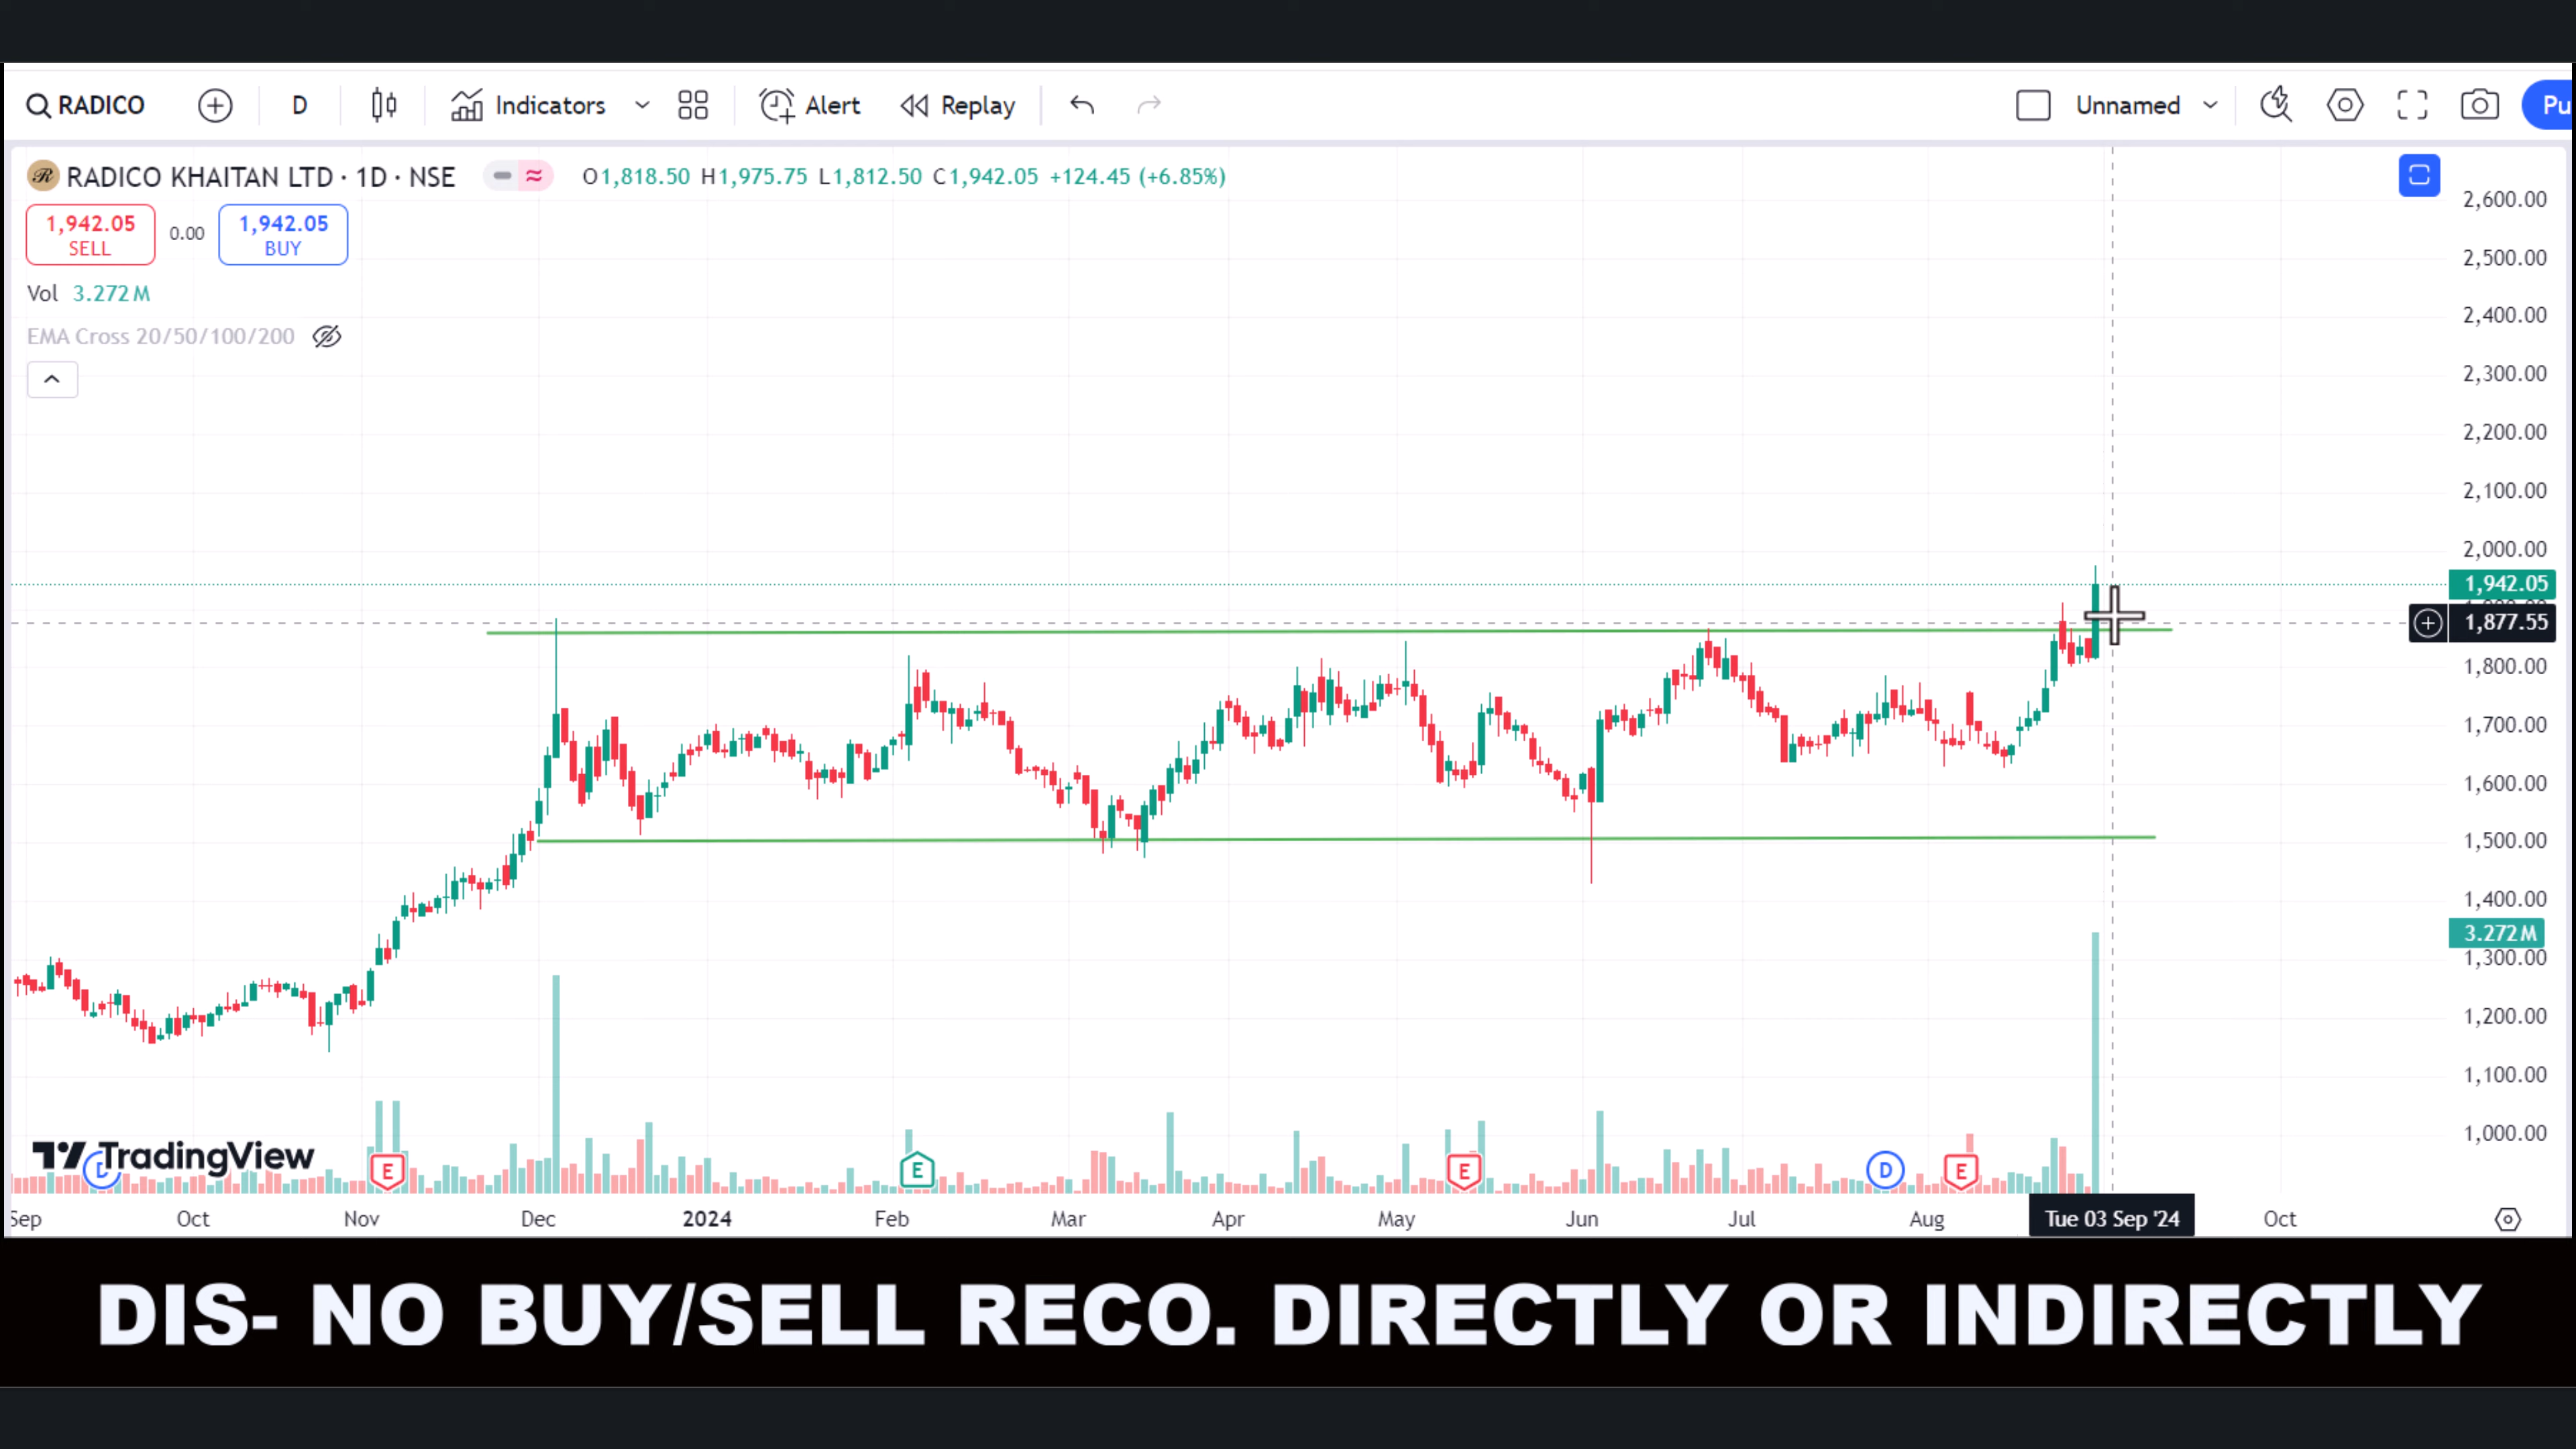 RADICO
D
Indicators
Alert
Replay
Unnamed
Pu
RADICO KHAITAN LTD · 1D · NSE
O1,818.50 H1,975.75 L1,812.50 C1,942.05 +124.45 (+6.85%)
1,942.05
SELL
0.00
1,942.05
BUY
Vol 3.272 M
EMA Cross 20/50/100/200
2,600.00
2,500.00
2,400.00
2,300.00
2,200.00
2,100.00
2,000.00
1,942.05
1,877.55
1,800.00
1,700.00
1,600.00
1,500.00
1,400.00
3.272 M
1,300.00
1,200.00
1,100.00
1,000.00
TradingView
D
E
E
E
D
E
Sep Oct Nov Dec 2024 Feb Mar Apr May Jun Jul Aug Tue 03 Sep '24 Oct
DIS- NO BUY/SELL RECO. DIRECTLY OR INDIRECTLY